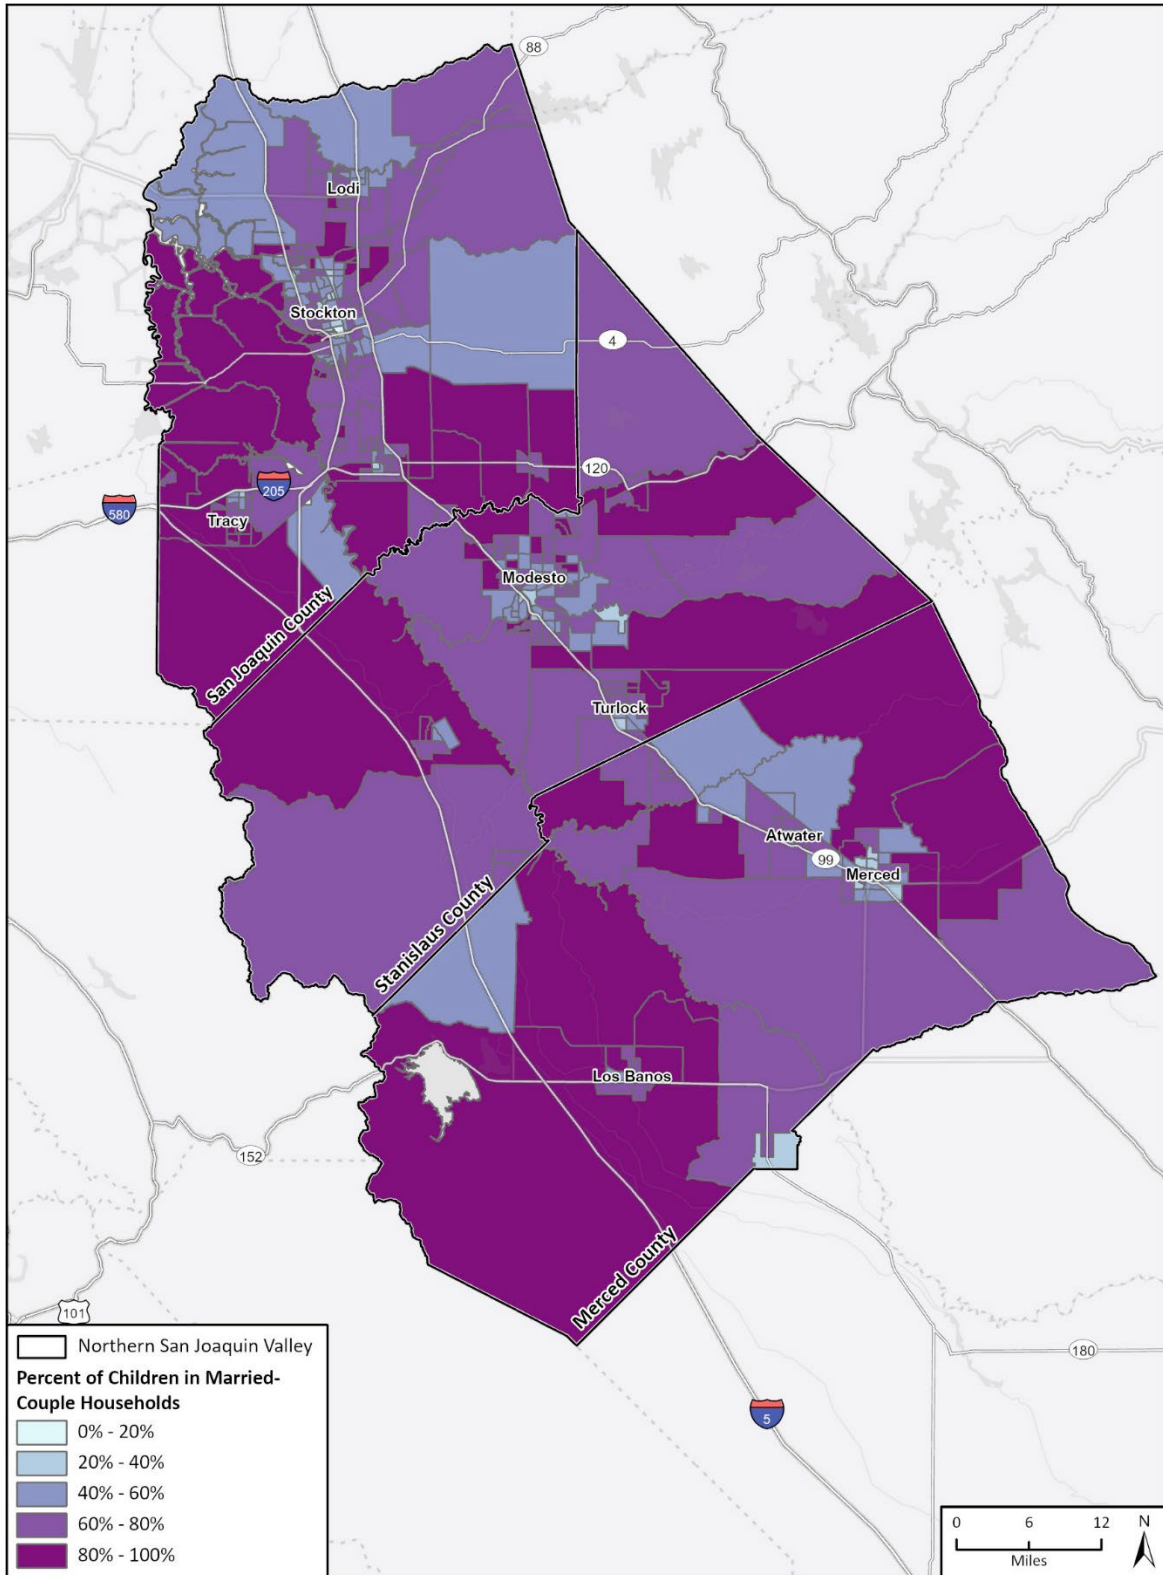 88
Lodi
Stockton
4
120
205
580
Tracy
Modesto
San Joaquin County
Turlock
Atwater
99
Merced
Stanislaus County
Los Banos
152
Merced County
101
180
5
Northern San Joaquin Valley
Percent of Children in Married-
Couple Households
0% - 20%
20% - 40%
40% - 60%
60% - 80%
80% - 100%
0 6 12
Miles
N